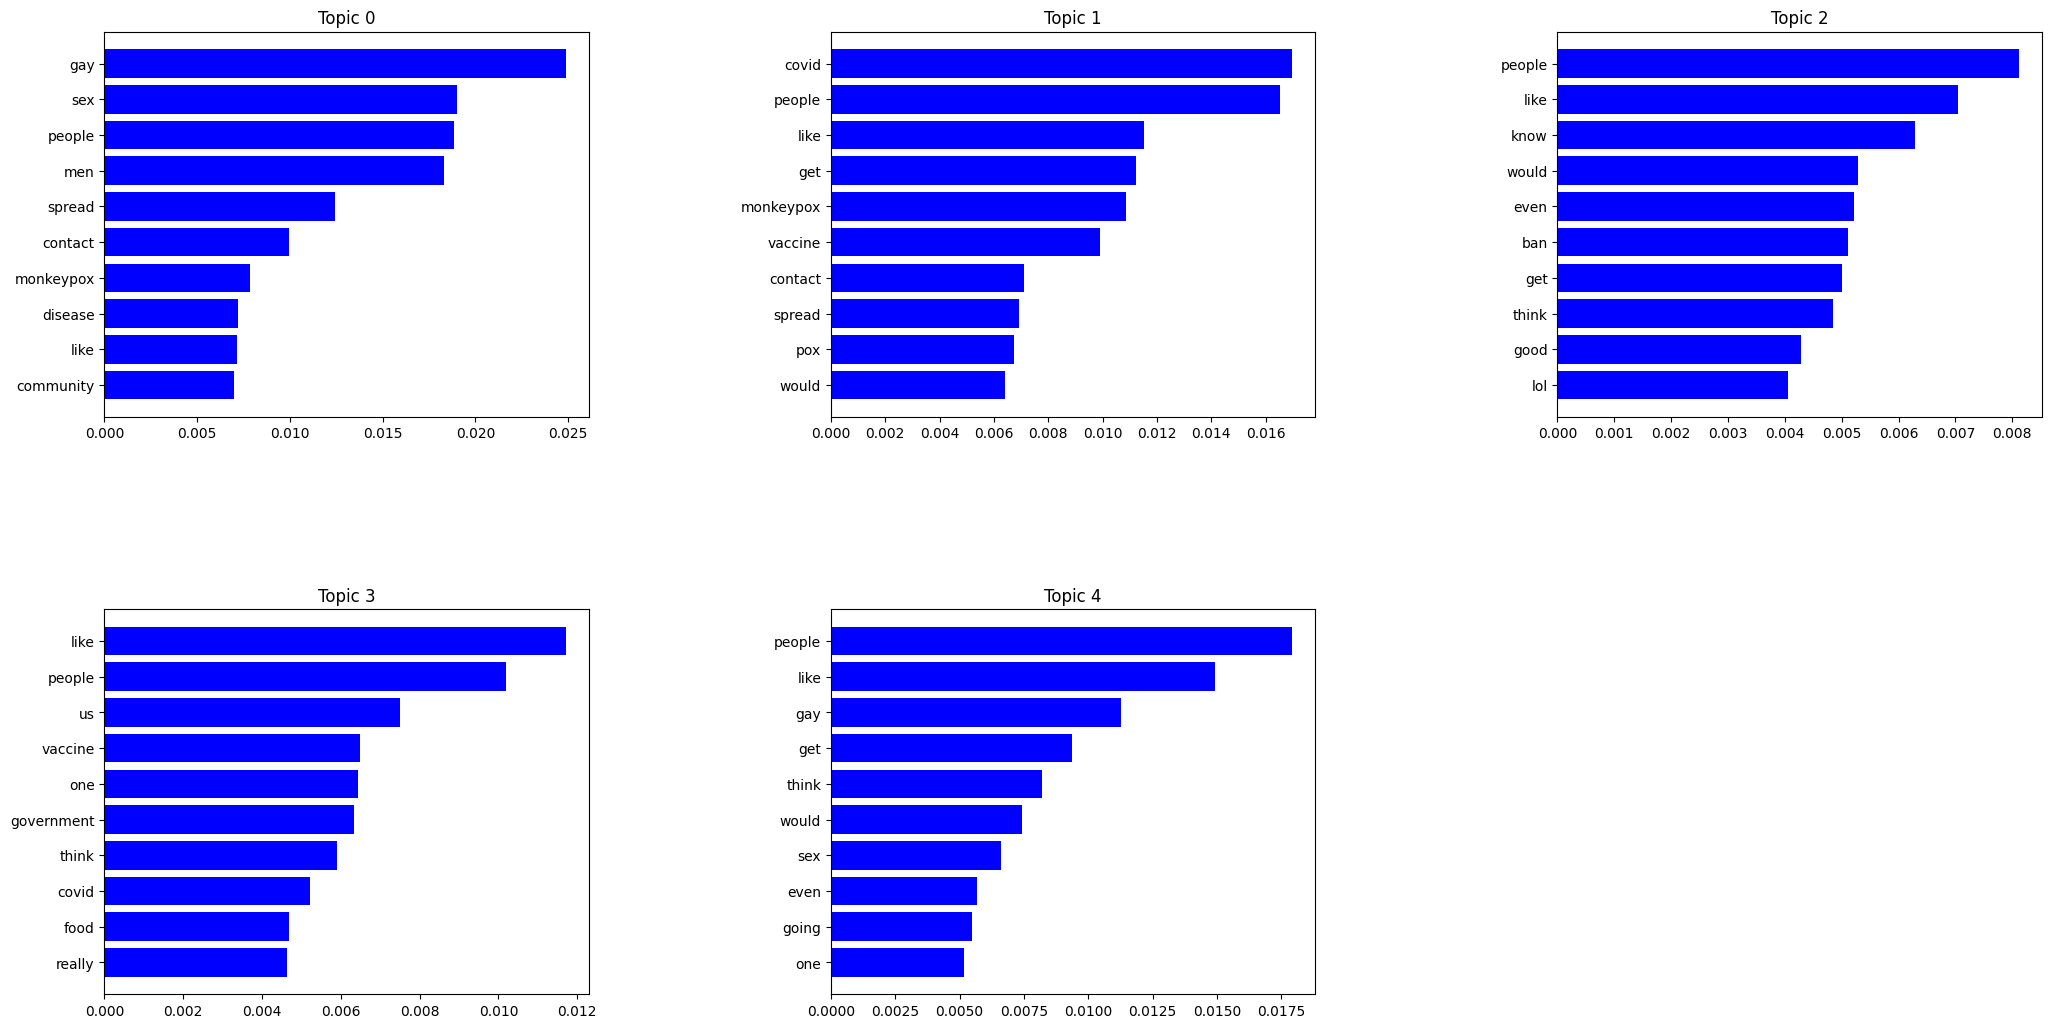 Topic 0
gay
sex
people
men
spread
contact
monkeypox
disease
like
community
0.000 0.005 0.010 0.015 0.020 0.025
Topic 1
covid
people
like
get
monkeypox
vaccine
contact
spread
pox
would
0.000 0.002 0.004 0.006 0.008 0.010 0.012 0.014 0.016
Topic 2
people
like
know
would
even
ban
get
think
good
lol
0.000 0.001 0.002 0.003 0.004 0.005 0.006 0.007 0.008
Topic 3
like
people
us
vaccine
one
government
think
covid
food
really
0.000 0.002 0.004 0.006 0.008 0.010 0.012
Topic 4
people
like
gay
get
think
would
sex
even
going
one
0.0000 0.0025 0.0050 0.0075 0.0100 0.0125 0.0150 0.0175